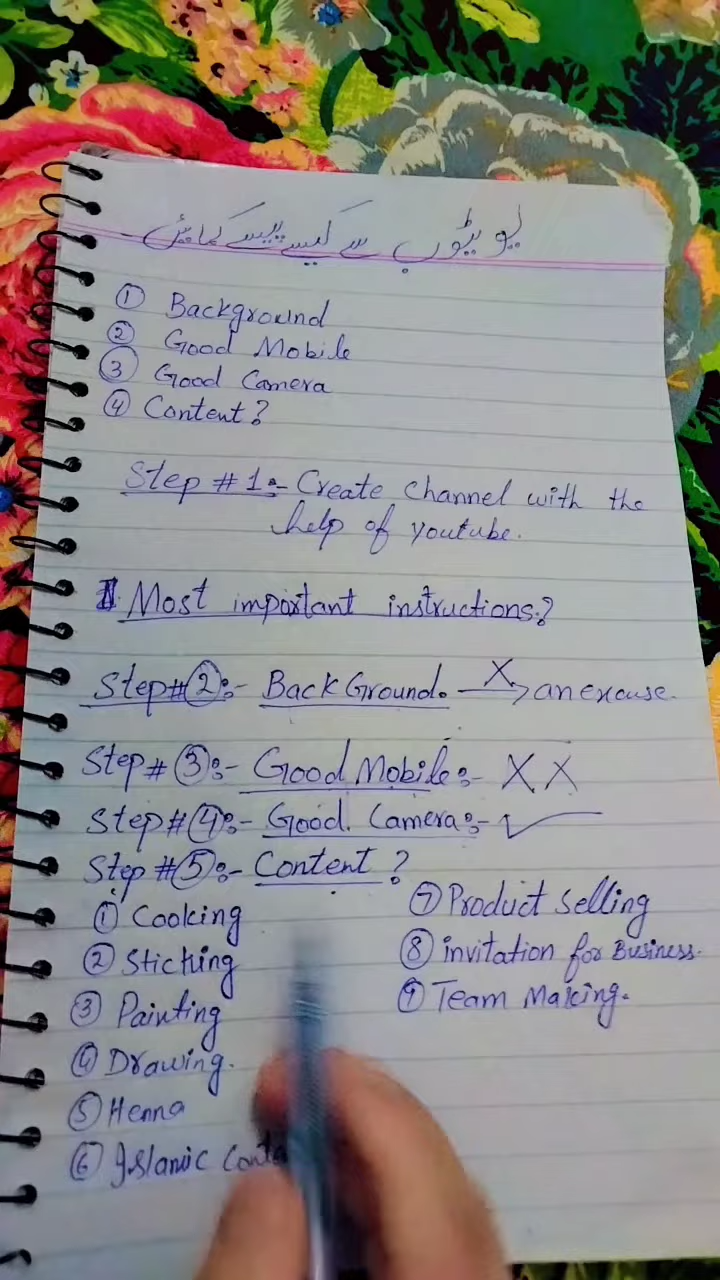 یوٹیوب سے کیسے پیسے کمائیں -
① Background
② Good Mobile
③ Good Camera
④ Content?
Step #1:- Create channel with the
help of youtube.
Most important instructions?
Step#②:- BackGround. X → an excuse.
Step #③:- Good Mobile:- X X
Step #④:- Good Camera:- ✓
Step #⑤:- Content?
① Cooking
② Stiching
③ Painting
④ Drawing.
⑤ Henna
⑥ Islamic
⑦ Product Selling
⑧ invitation for Business.
⑨ Team Making.